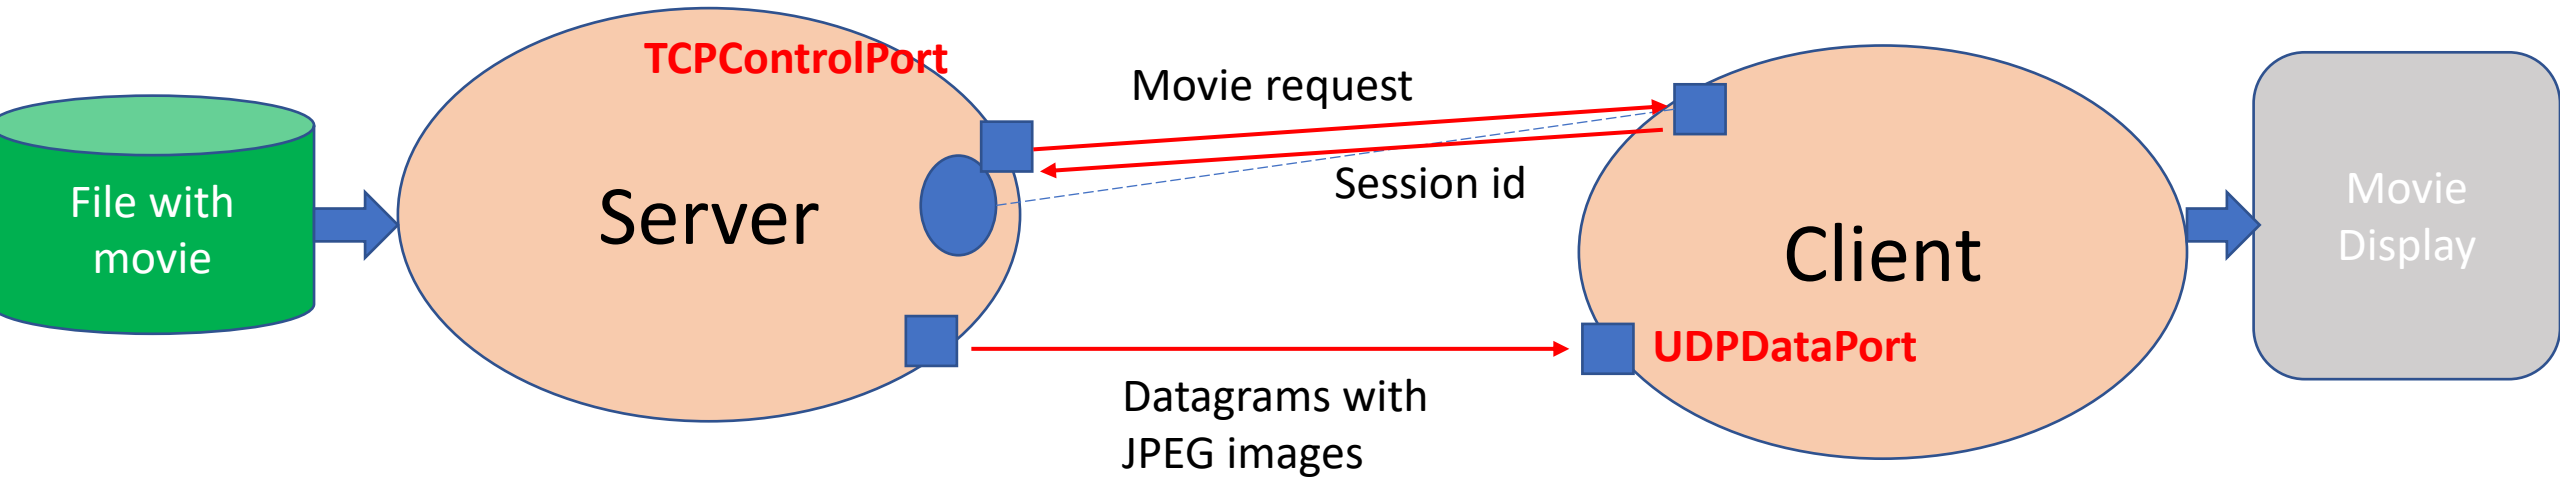 TCPControlPort
Movie request
File with
movie
Server
Session id
Client
Movie
Display
UDPDataPort
Datagrams with
JPEG images